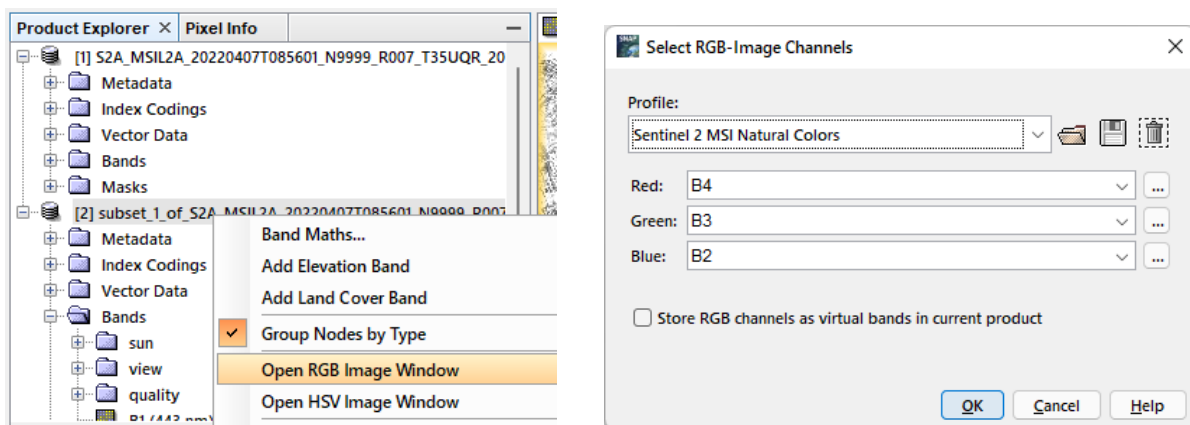 Product Explorer × Pixel Info
[1] S2A_MSIL2A_20220407T085601_N9999_R007_T35UQR_20
Metadata
Index Codings
Vector Data
Bands
Masks
[2] subset_1_of_S2A_MSIL2A_20220407T085601_N9999_R007
Metadata
Index Codings
Vector Data
Bands
sun
view
quality
B1 (443 nm)
Band Maths...
Add Elevation Band
Add Land Cover Band
Group Nodes by Type
Open RGB Image Window
Open HSV Image Window
SNAP
Select RGB-Image Channels
Profile:
Sentinel 2 MSI Natural Colors
Red: B4 ...
Green: B3 ...
Blue: B2 ...
Store RGB channels as virtual bands in current product
OK Cancel Help